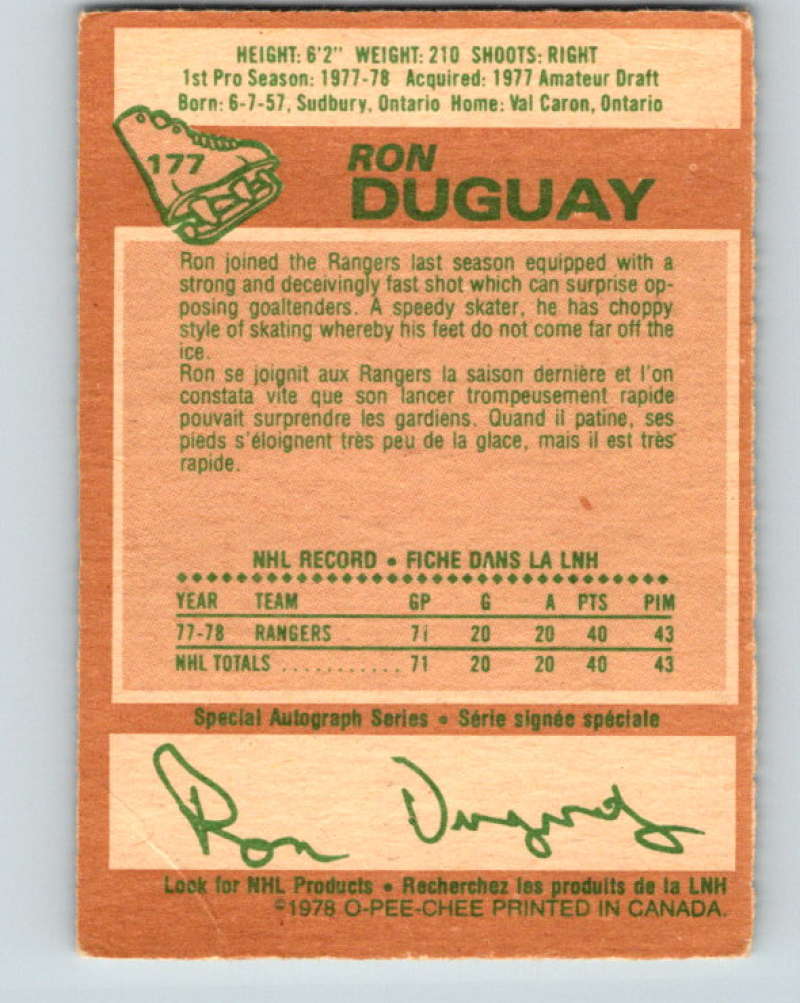 HEIGHT: 6'2" WEIGHT: 210 SHOOTS: RIGHT
1st Pro Season: 1977-78 Acquired: 1977 Amateur Draft
Born: 6-7-57, Sudbury, Ontario Home: Val Caron, Ontario
177
RON
DUGUAY
Ron joined the Rangers last season equipped with a
strong and deceivingly fast shot which can surprise op-
posing goaltenders. A speedy skater, he has choppy
style of skating whereby his feet do not come far off the
ice.
Ron se joignit aux Rangers la saison dernière et l'on
constata vite que son lancer trompeusement rapide
pouvait surprendre les gardiens. Quand il patine, ses
pieds s'éloignent très peu de la glace, mais il est très
rapide.
NHL RECORD • FICHE DANS LA LNH
YEAR TEAM GP G A PTS PIM
77-78 RANGERS 71 20 20 40 43
NHL TOTALS ............ 71 20 20 40 43
Special Autograph Series • Série signée spéciale
Ron Duguay
Look for NHL Products • Recherchez les produits de la LNH
©1978 O-PEE-CHEE PRINTED IN CANADA.